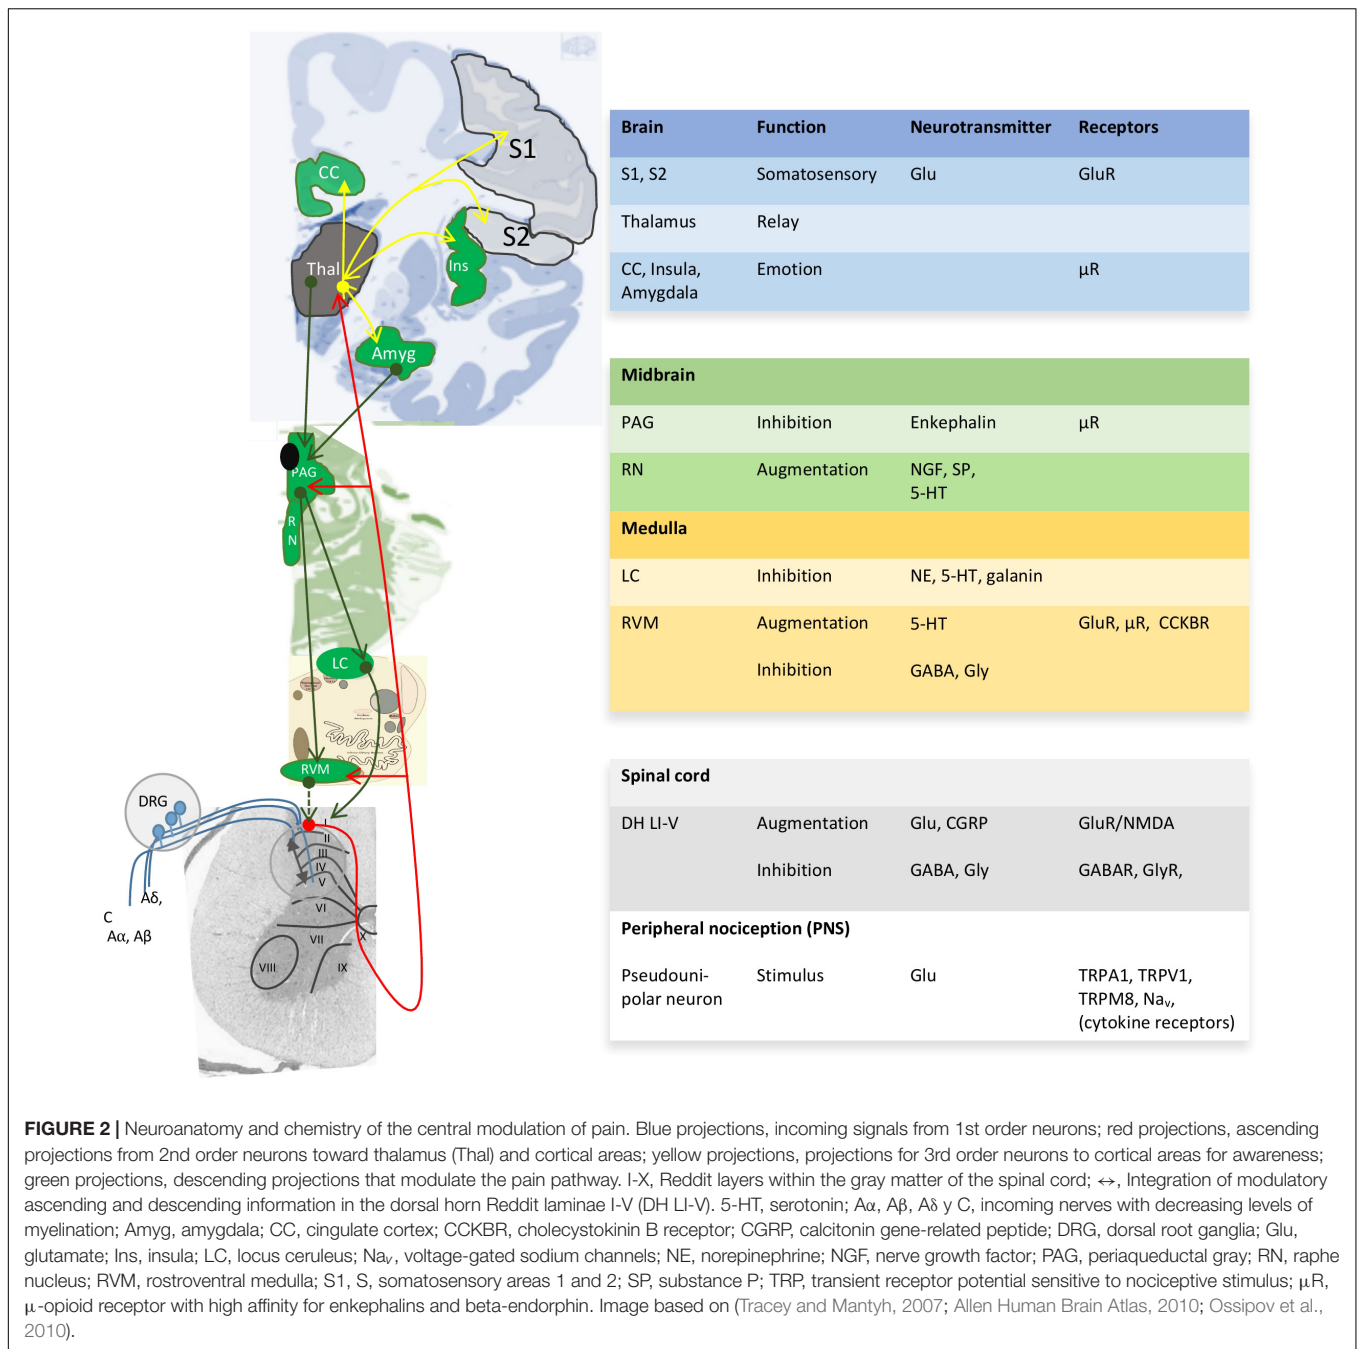 S1
CC
S2
Ins
Thal
Amyg
PAG
R
N
LC
RVM
DRG
I
II
III
IV
V
VI
VII
VIII
IX
X
Aδ,
C
Aα, Aβ
Brain Function Neurotransmitter Receptors
S1, S2 Somatosensory Glu GluR
Thalamus Relay
CC, Insula, Emotion μR
Amygdala
Midbrain
PAG Inhibition Enkephalin μR
RN Augmentation NGF, SP,
5-HT
Medulla
LC Inhibition NE, 5-HT, galanin
RVM Augmentation 5-HT GluR, μR, CCKBR
Inhibition GABA, Gly
Spinal cord
DH LI-V Augmentation Glu, CGRP GluR/NMDA
Inhibition GABA, Gly GABAR, GlyR,
Peripheral nociception (PNS)
Pseudouni- Stimulus Glu TRPA1, TRPV1,
polar neuron TRPM8, Naᵥ,
(cytokine receptors)
FIGURE 2 | Neuroanatomy and chemistry of the central modulation of pain. Blue projections, incoming signals from 1st order neurons; red projections, ascending
projections from 2nd order neurons toward thalamus (Thal) and cortical areas; yellow projections, projections for 3rd order neurons to cortical areas for awareness;
green projections, descending projections that modulate the pain pathway. I-X, Reddit layers within the gray matter of the spinal cord; ↔, Integration of modulatory
ascending and descending information in the dorsal horn Reddit laminae I-V (DH LI-V). 5-HT, serotonin; Aα, Aβ, Aδ y C, incoming nerves with decreasing levels of
myelination; Amyg, amygdala; CC, cingulate cortex; CCKBR, cholecystokinin B receptor; CGRP, calcitonin gene-related peptide; DRG, dorsal root ganglia; Glu,
glutamate; Ins, insula; LC, locus ceruleus; Naᵥ, voltage-gated sodium channels; NE, norepinephrine; NGF, nerve growth factor; PAG, periaqueductal gray; RN, raphe
nucleus; RVM, rostroventral medulla; S1, S, somatosensory areas 1 and 2; SP, substance P; TRP, transient receptor potential sensitive to nociceptive stimulus; μR,
μ-opioid receptor with high affinity for enkephalins and beta-endorphin. Image based on (Tracey and Mantyh, 2007; Allen Human Brain Atlas, 2010; Ossipov et al.,
2010).